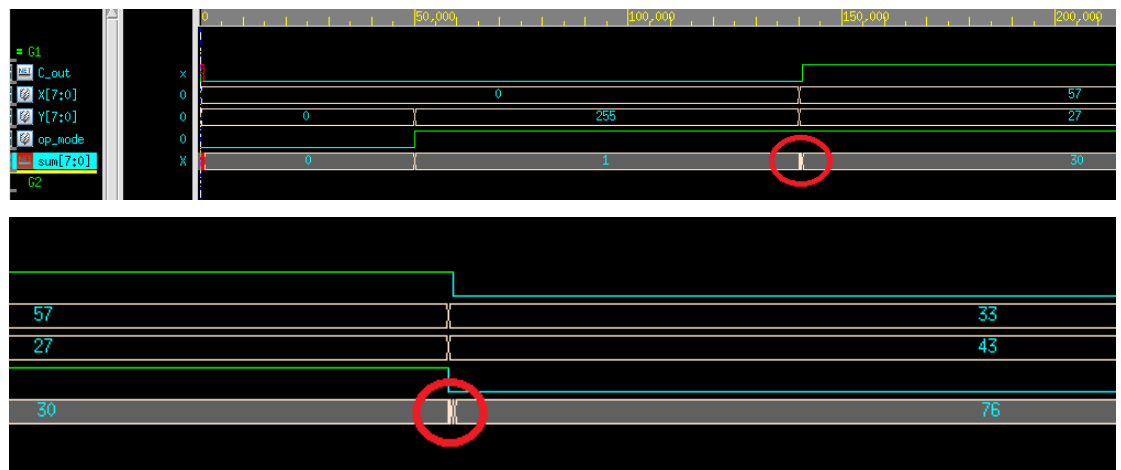 0 50,000 100,000 150,000 200,000
= G1
C_out x
X[7:0] 0 0 57
Y[7:0] 0 0 255 27
op_mode 0
sum[7:0] X 0 1 30
G2
57 33
27 43
30 76